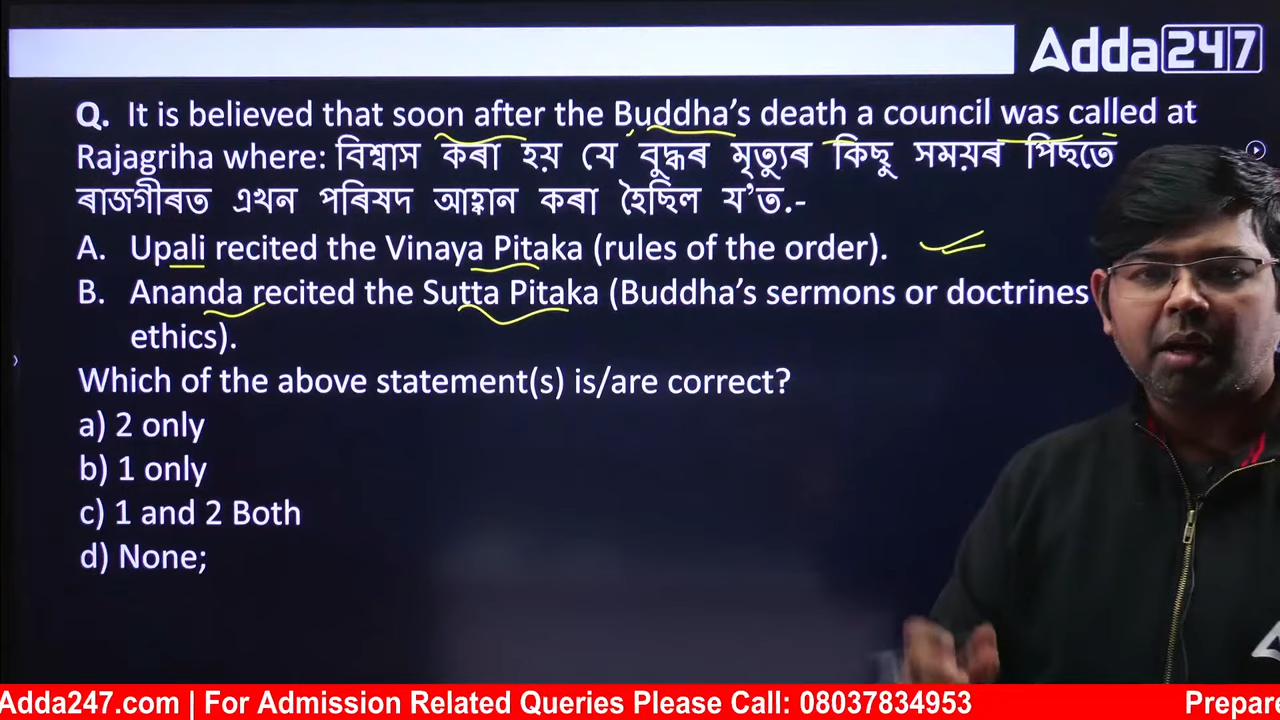 Adda247
Q. It is believed that soon after the Buddha's death a council was called at
Rajagriha where: বিশ্বাস কৰা হয় যে বুদ্ধৰ মৃত্যুৰ কিছু সময়ৰ পিছতে
ৰাজগীৰত এখন পৰিষদ আহ্বান কৰা হৈছিল য'ত.-
A. Upali recited the Vinaya Pitaka (rules of the order).
B. Ananda recited the Sutta Pitaka (Buddha's sermons or doctrines
ethics).
Which of the above statement(s) is/are correct?
a) 2 only
b) 1 only
c) 1 and 2 Both
d) None;
Adda247.com | For Admission Related Queries Please Call: 08037834953 Prepare